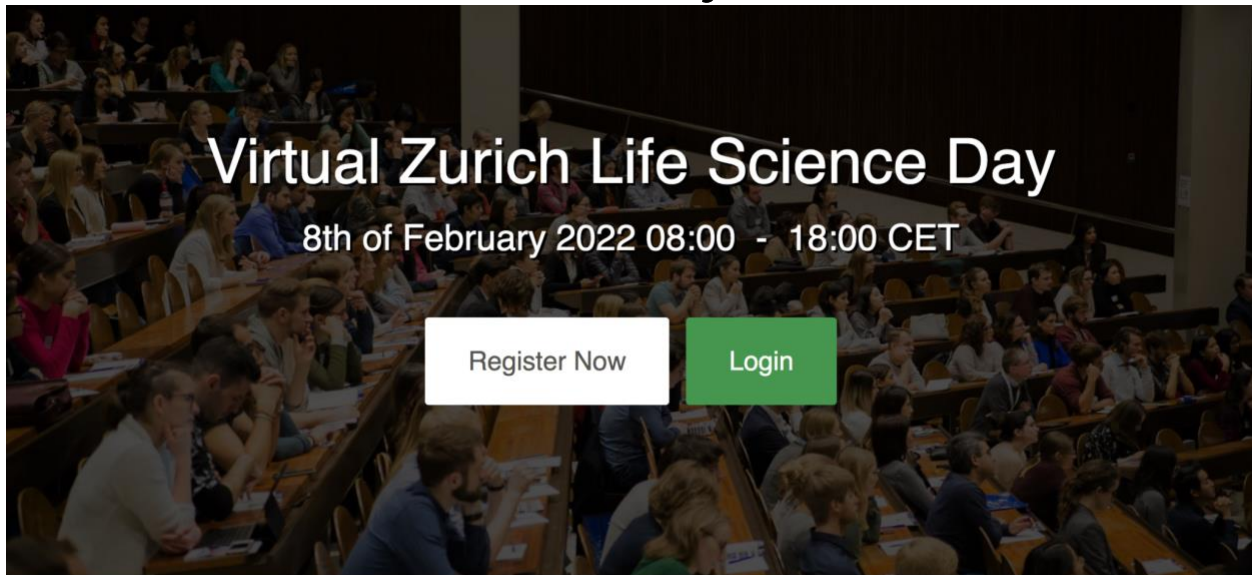 Virtual Zurich Life Science Day
8th of February 2022 08:00 - 18:00 CET
Register Now
Login